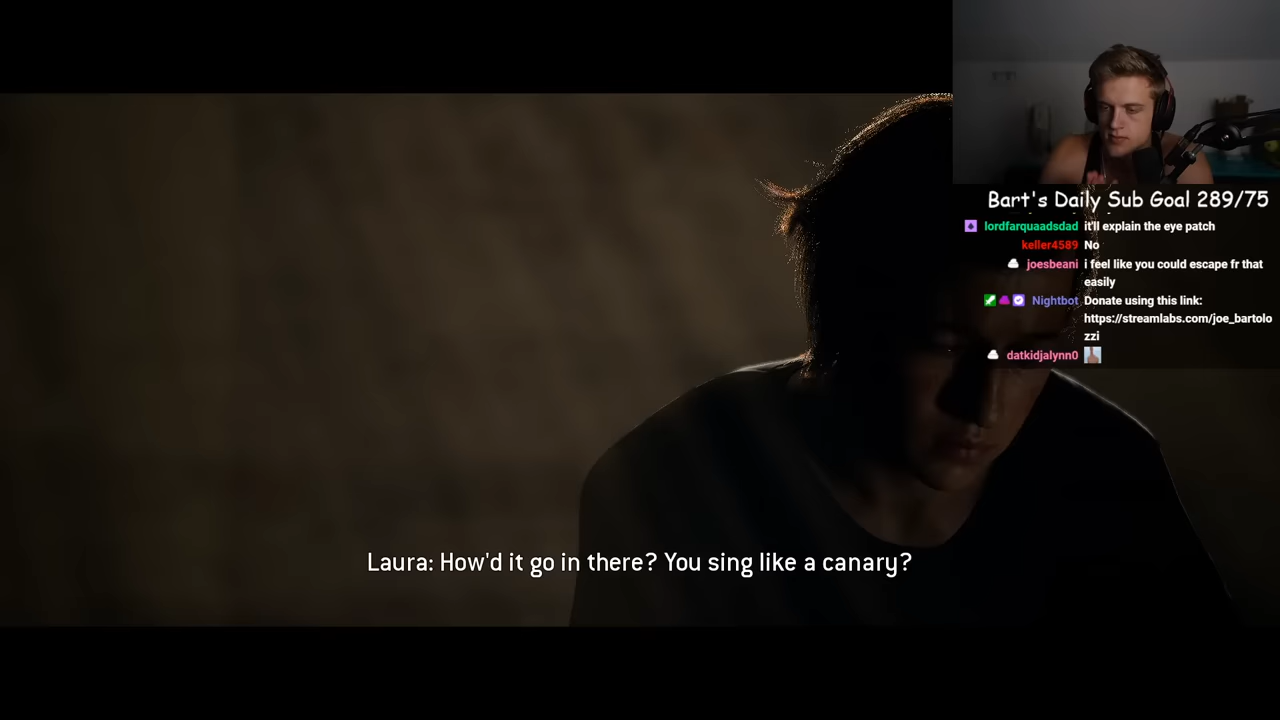 Bart's Daily Sub Goal 289/75
lordfarquaadsdad it'll explain the eye patch
keller4589 No
joesbeani i feel like you could escape fr that
easily
Nightbot Donate using this link:
https://streamlabs.com/joe_bartolo
zzi
datkidjalynn0
Laura: How'd it go in there? You sing like a canary?